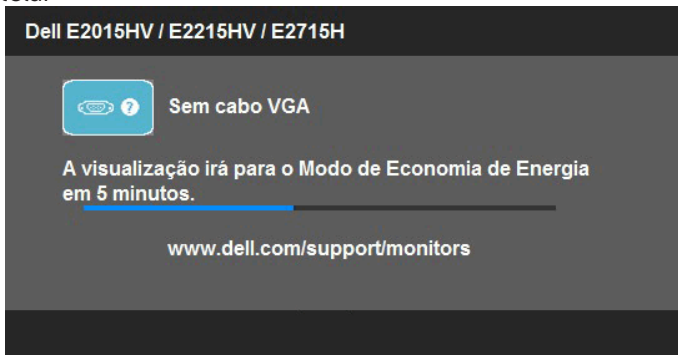 Dell E2015HV / E2215HV / E2715H
?
Sem cabo VGA
A visualização irá para o Modo de Economia de Energia
em 5 minutos.
www.dell.com/support/monitors